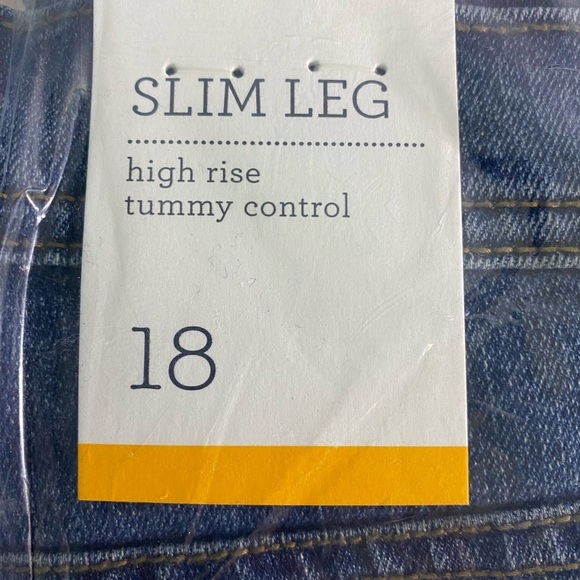 SLIM LEG
high rise
tummy control
18